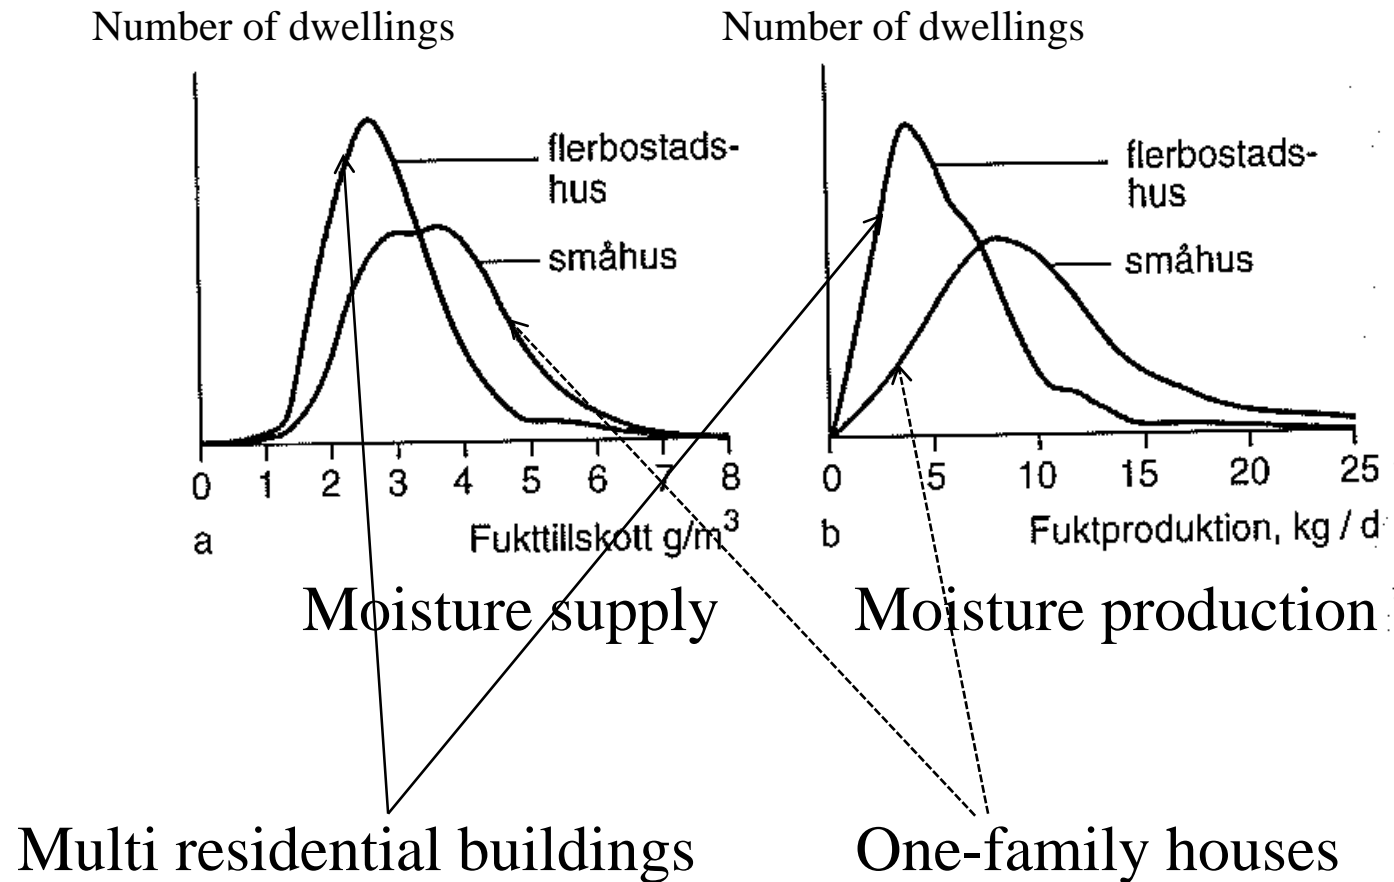 Number of dwellings
Number of dwellings
flerbostads-
hus
småhus
0 1 2 3 4 5 6 7 8
a
Fukttillskott g/m³
Moisture supply
flerbostads-
hus
småhus
0 5 10 15 20 25
b
Fuktproduktion, kg / d
Moisture production
Multi residential buildings
One-family houses